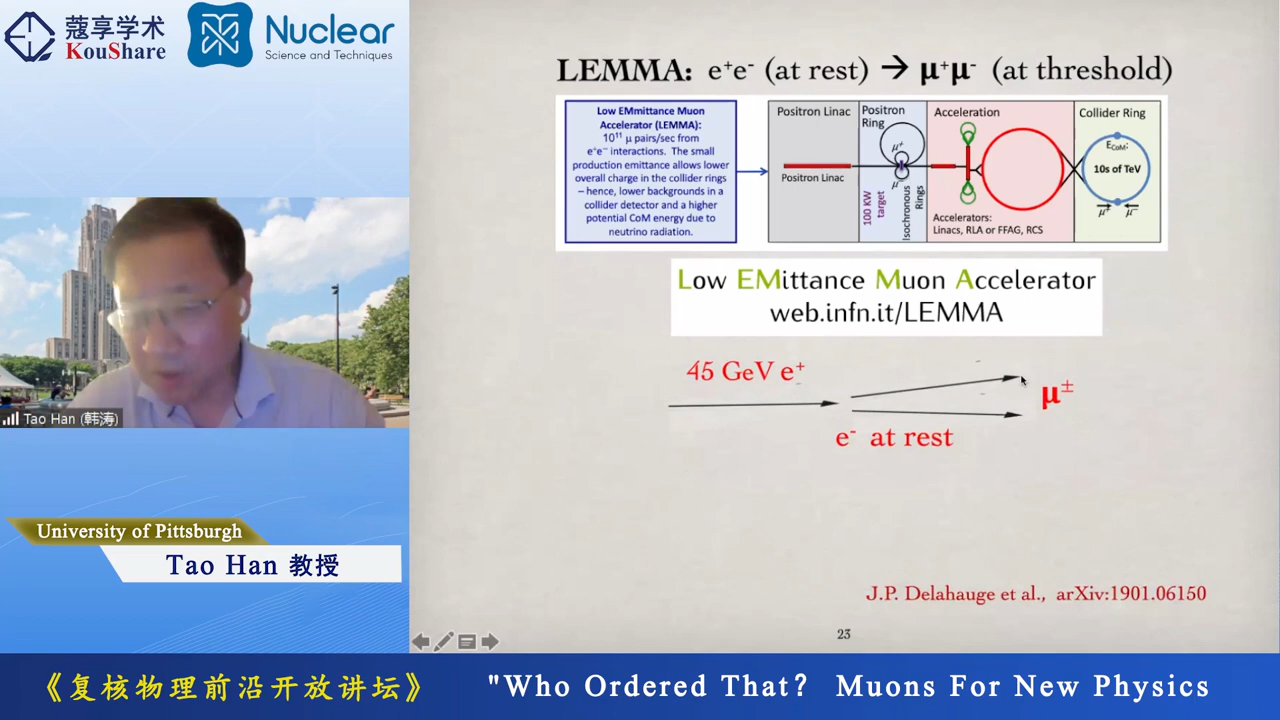 蔻享学术
KouShare
Nuclear
Science and Techniques
LEMMA: e⁺e⁻ (at rest) → μ⁺μ⁻ (at threshold)
Low EMmittance Muon
Accelerator (LEMMA):
10¹¹ μ pairs/sec from
e⁺e⁻ interactions. The small
production emittance allows lower
overall charge in the collider rings
– hence, lower backgrounds in a
collider detector and a higher
potential CoM energy due to
neutrino radiation.
Positron Linac
Positron Linac
Positron
Ring
μ⁺
μ⁻
100 KW
target
Isochronous
Rings
Acceleration
Accelerators:
Linacs, RLA or FFAG, RCS
Collider Ring
E_CoM:
10s of TeV
μ⁺ μ⁻
Low EMittance Muon Accelerator
web.infn.it/LEMMA
45 GeV e⁺
μ±
e⁻ at rest
Tao Han (韩涛)
University of Pittsburgh
Tao Han 教授
J.P. Delahauge et al., arXiv:1901.06150
23
《复核物理前沿开放讲坛》 "Who Ordered That? Muons For New Physics